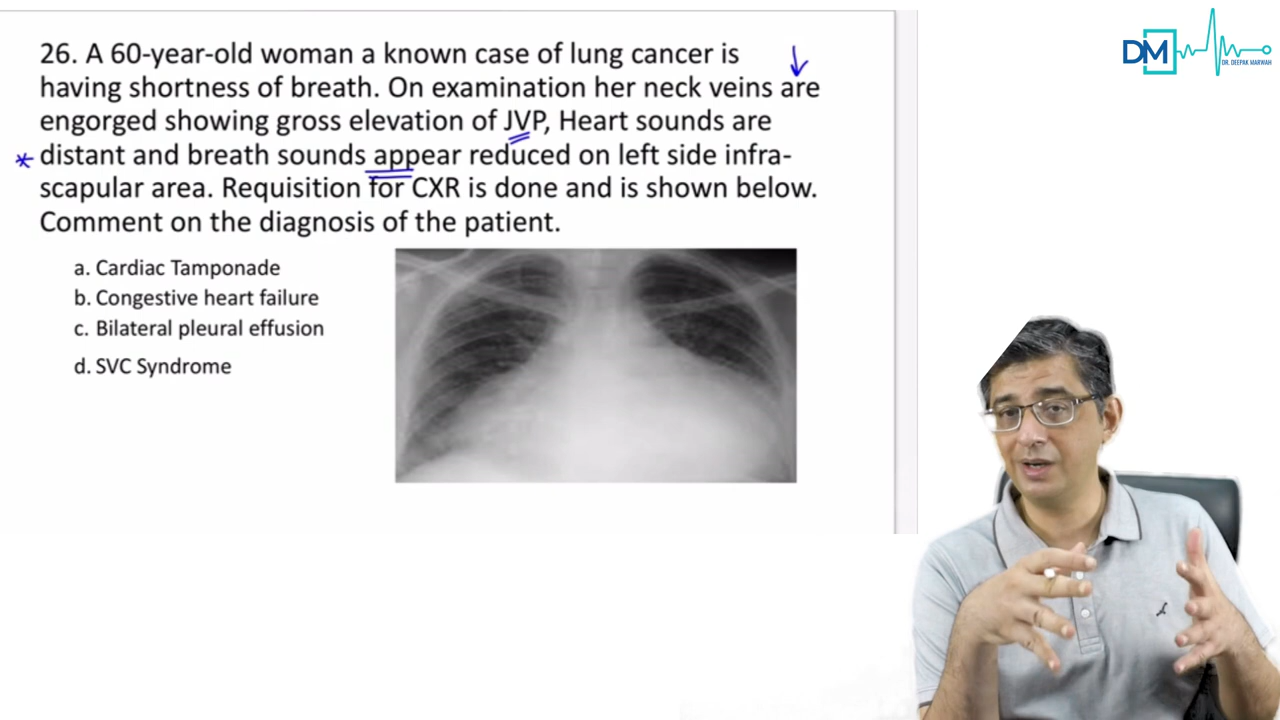 26. A 60-year-old woman a known case of lung cancer is
having shortness of breath. On examination her neck veins are
engorged showing gross elevation of JVP, Heart sounds are
distant and breath sounds appear reduced on left side infra-
scapular area. Requisition for CXR is done and is shown below.
Comment on the diagnosis of the patient.
a. Cardiac Tamponade
b. Congestive heart failure
c. Bilateral pleural effusion
d. SVC Syndrome
DM
DR. DEEPAK MARWAH